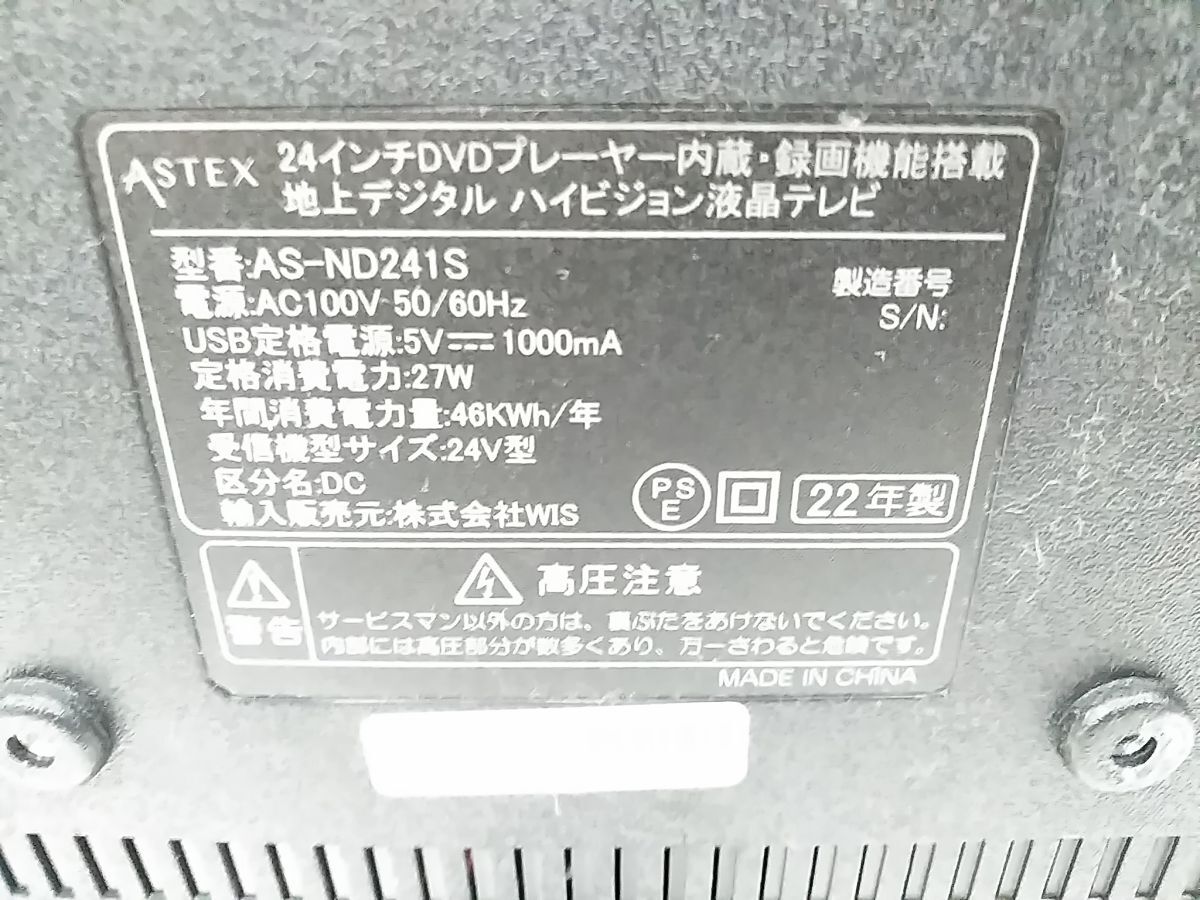 ASTEX 24インチDVDプレーヤー内蔵・録画機能搭載
地上デジタル ハイビジョン液晶テレビ
型番:AS-ND241S
電源:AC100V 50/60Hz
USB定格電源:5V⎓1000mA
定格消費電力:27W
年間消費電力量:46KWh/年
受信機型サイズ:24V型
区分名:DC
輸入販売元:株式会社WIS
製造番号
S/N:
PSE
22年製
警告
高圧注意
サービスマン以外の方は、裏ぶたをあけないでください。
内部には高圧部分が数多くあり、万一さわると危険です。
MADE IN CHINA